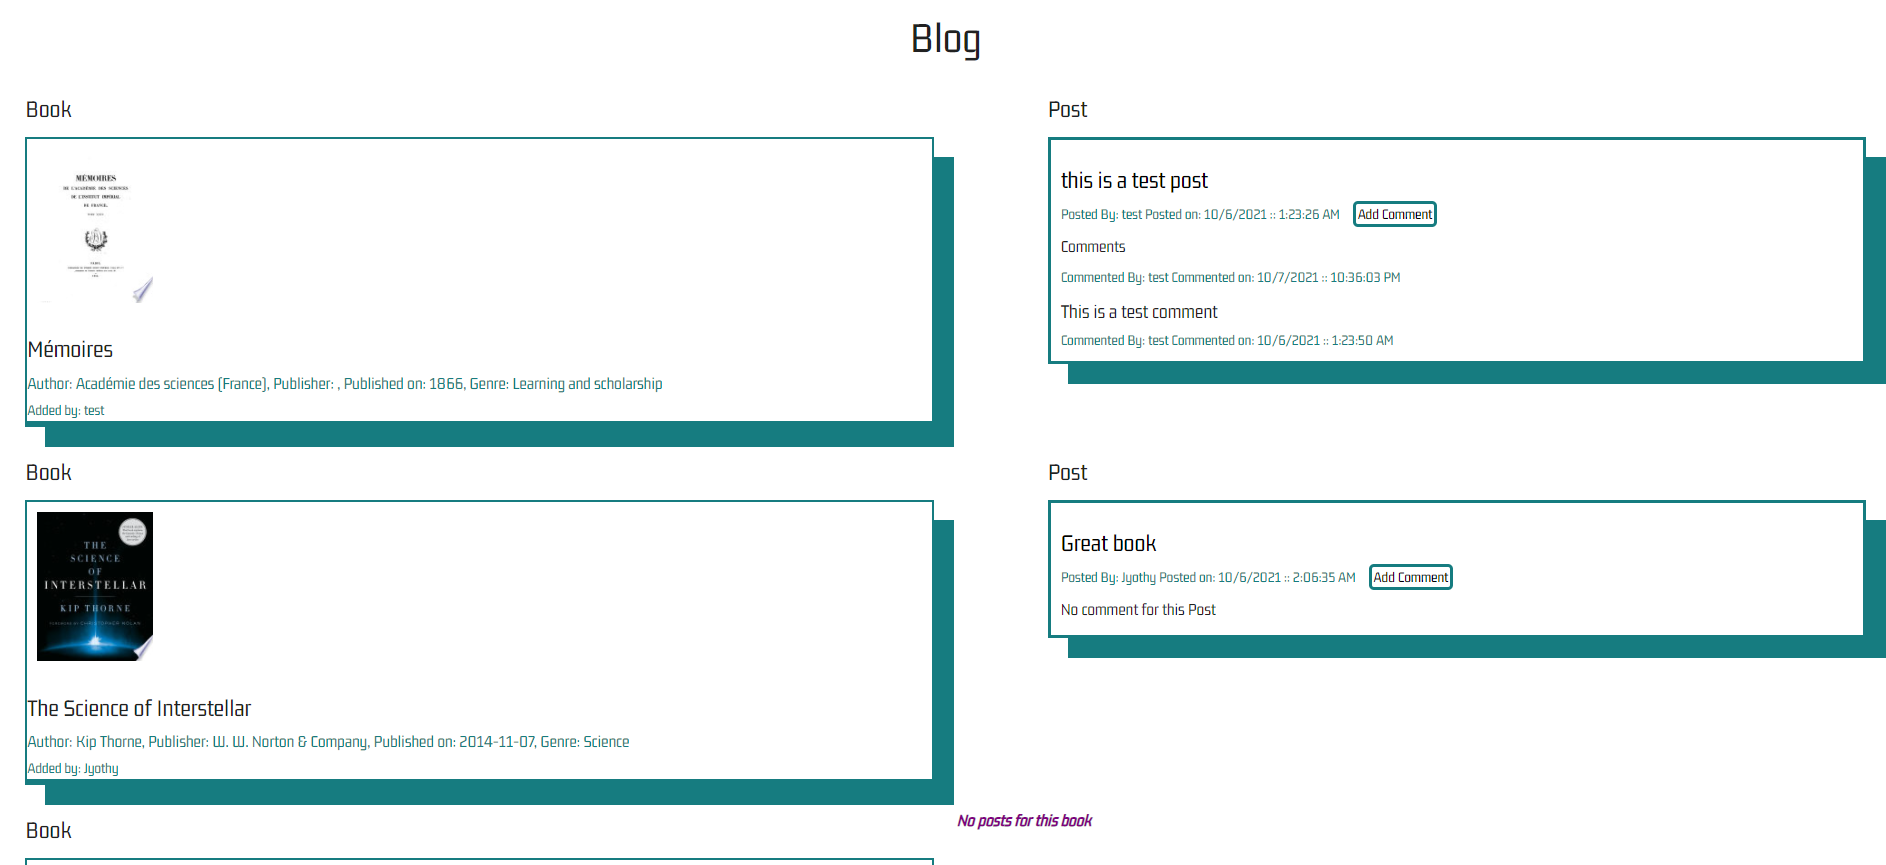 Blog
Book
MÉMOIRES
DE L'ACADÉMIE DES SCIENCES
DE L'INSTITUT IMPÉRIAL
DE FRANCE.
Mémoires
Author: Académie des sciences (France), Publisher: , Published on: 1866, Genre: Learning and scholarship
Added by: test
Post
this is a test post
Posted By: test Posted on: 10/6/2021 :: 1:23:26 AM Add Comment
Comments
Commented By: test Commented on: 10/7/2021 :: 10:36:03 PM
This is a test comment
Commented By: test Commented on: 10/6/2021 :: 1:23:50 AM
Book
THE
SCIENCE
OF
INTERSTELLAR
KIP THORNE
FOREWORD BY CHRISTOPHER NOLAN
The Science of Interstellar
Author: Kip Thorne, Publisher: W. W. Norton & Company, Published on: 2014-11-07, Genre: Science
Added by: Jyothy
Post
Great book
Posted By: Jyothy Posted on: 10/6/2021 :: 2:06:35 AM Add Comment
No comment for this Post
Book
No posts for this book